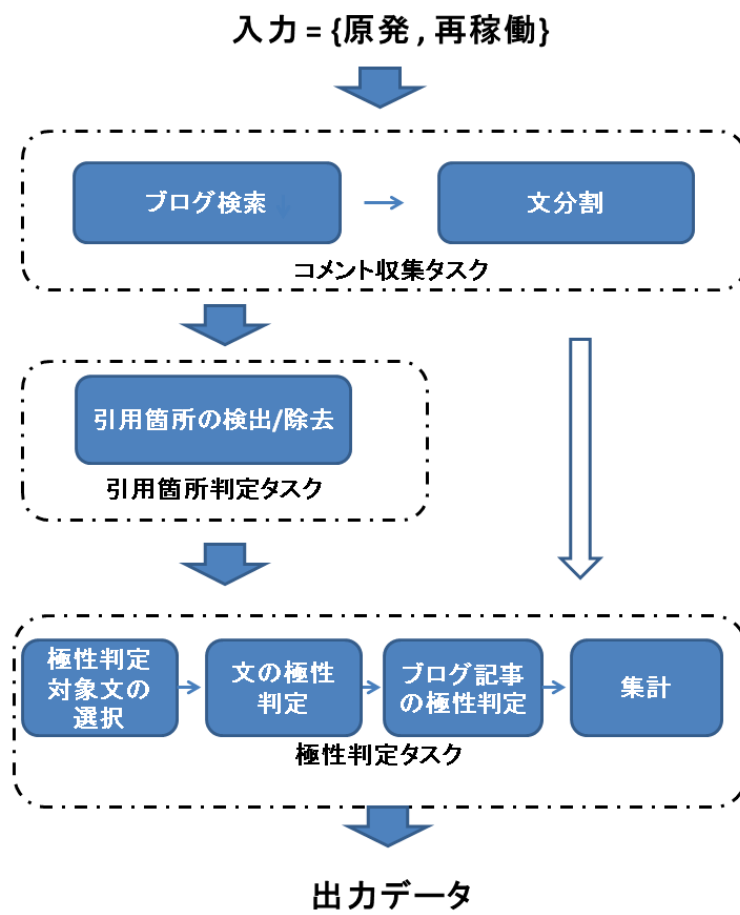 入力 = {原発 , 再稼働}
ブログ検索
文分割
コメント収集タスク
引用箇所の検出/除去
引用箇所判定タスク
極性判定
対象文の
選択
文の極性
判定
ブログ記事
の極性判定
集計
極性判定タスク
出力データ